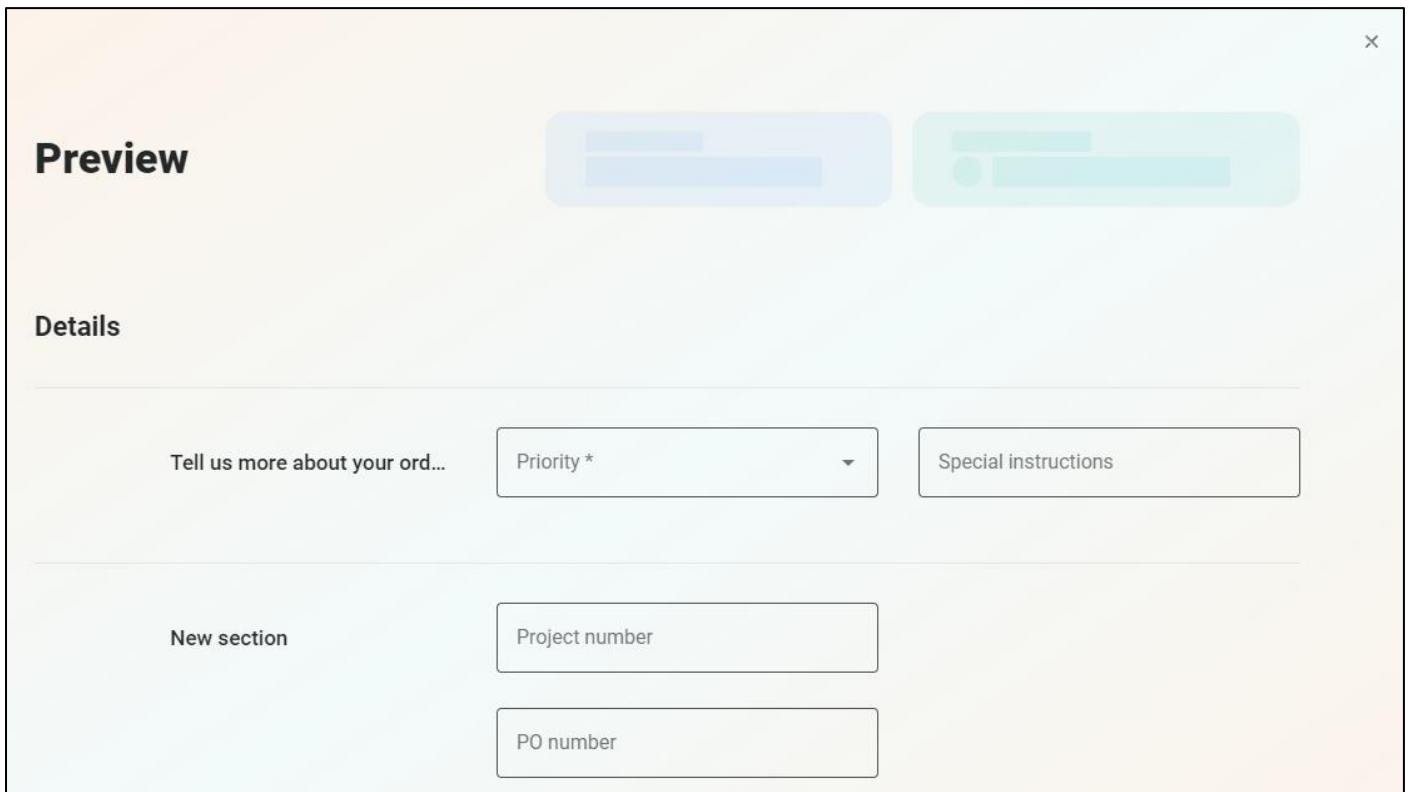 Preview
Details
Tell us more about your ord...
Priority *
Special instructions
New section
Project number
PO number